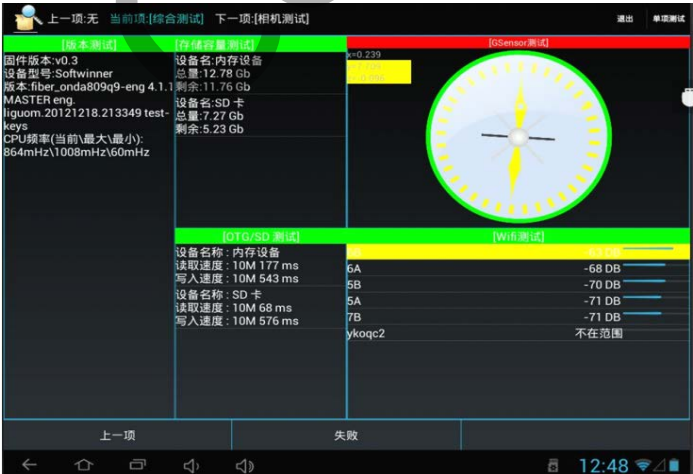 上一项:无 当前项:[综合测试] 下一项:[相机测试]
退出 单项测试
[版本测试]
固件版本:v0.3
设备型号:Softwinner
版本:fiber_onda809q9-eng 4.1.1
MASTER eng.
liguom.20121218.213349 test-
keys
CPU频率(当前\最大\最小):
864mHz\1008mHz\60mHz
[存储容量测试]
设备名:内存设备
总量:12.78 Gb
剩余:11.76 Gb
设备名:SD 卡
总量:7.27 Gb
剩余:5.23 Gb
[GSensor测试]
x=0.239
[OTG/SD 测试]
设备名称 : 内存设备
读取速度 : 10M 177 ms
写入速度 : 10M 543 ms
设备名称 : SD 卡
读取速度 : 10M 68 ms
写入速度 : 10M 576 ms
[Wifi测试]
6A -68 DB
5B -70 DB
5A -71 DB
7B -71 DB
ykoqc2 不在范围
上一项
失败
12:48